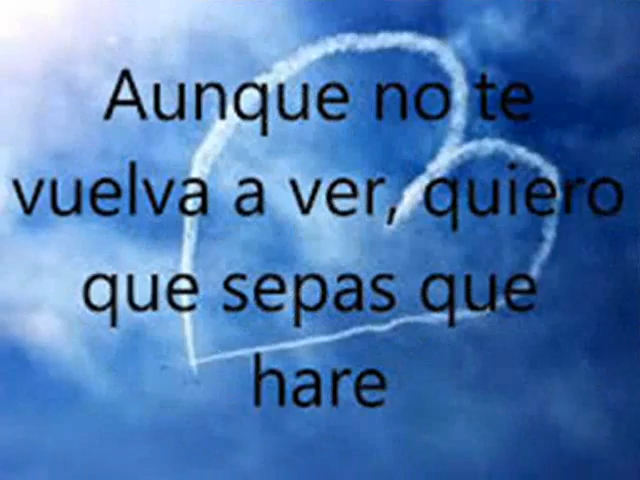 Aunque no te
vuelva a ver, quiero
que sepas que
hare